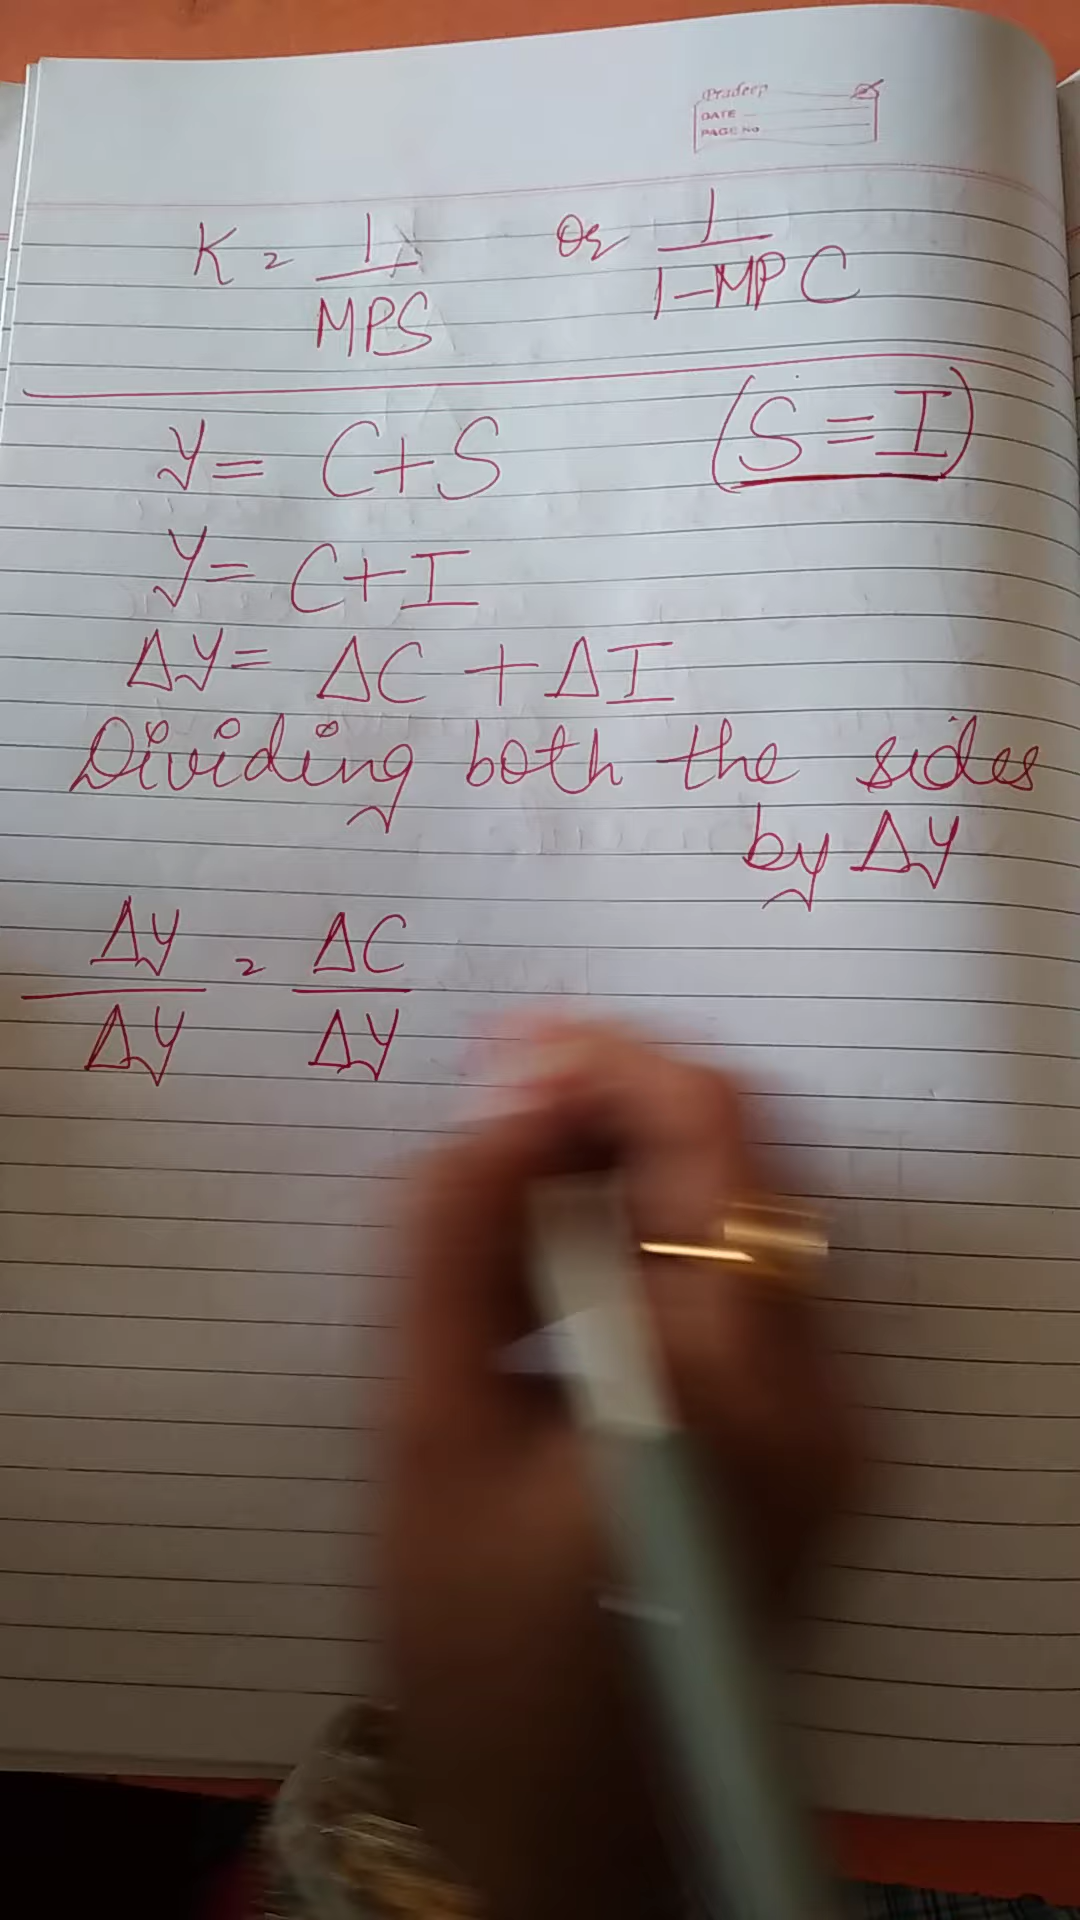 Pradeep
DATE
PAGE No
K = 1/MPS Or 1/1-MPC
Y = C+S (S = I)
Y = C+I
ΔY = ΔC + ΔI
Dividing both the sides
by ΔY
ΔY/ΔY = ΔC/ΔY